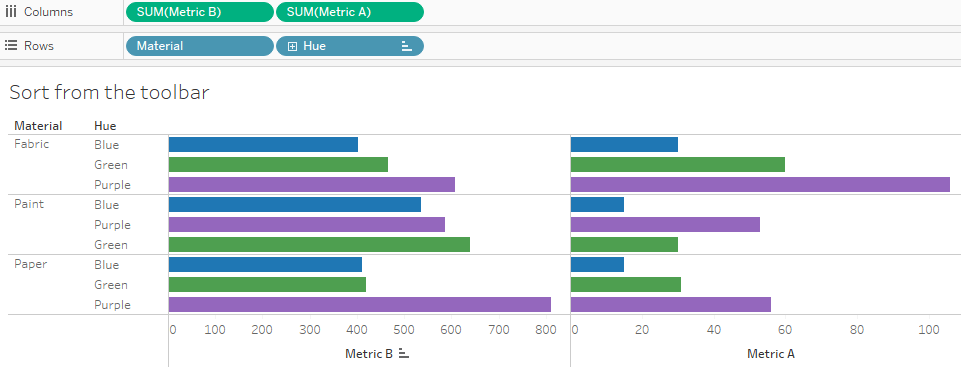 Columns SUM(Metric B) SUM(Metric A)
Rows Material Hue
Sort from the toolbar
Material Hue
Fabric Blue
Green
Purple
Paint Blue
Purple
Green
Paper Blue
Green
Purple
0 100 200 300 400 500 600 700 800 0 20 40 60 80 100
Metric B Metric A